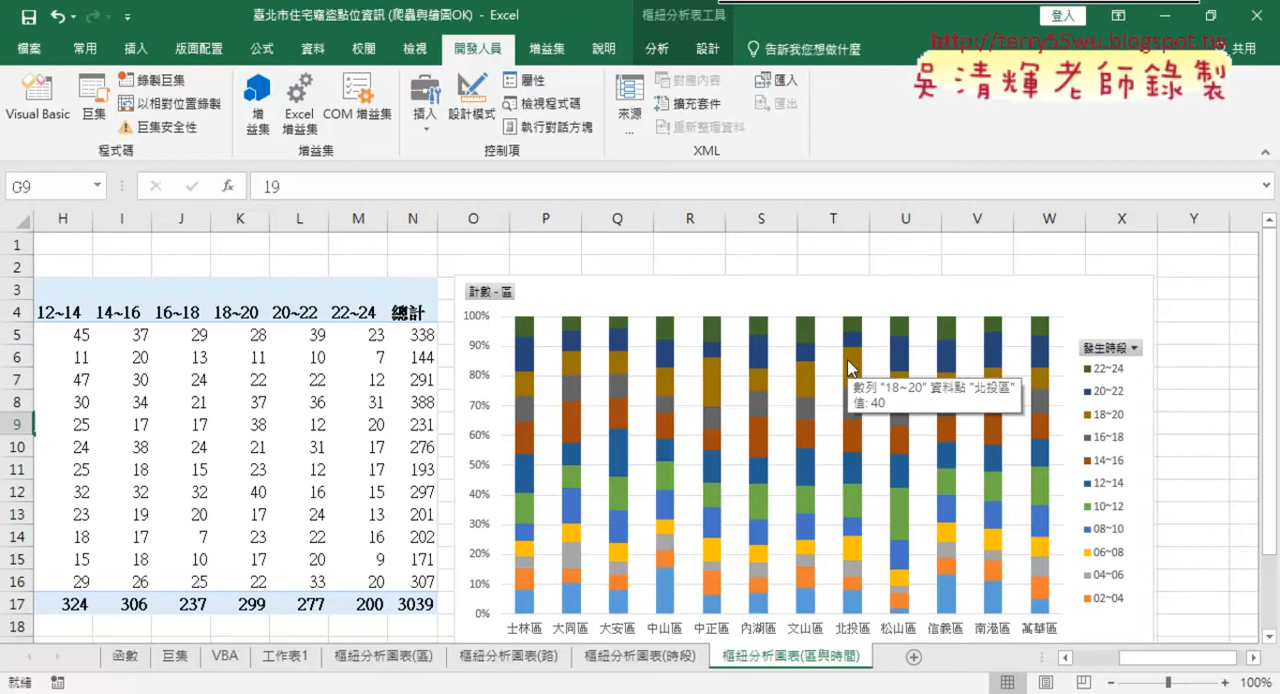 臺北市住宅竊盜點位資訊 (爬蟲與繪圖OK) - Excel
樞紐分析表工具
登入
檔案 常用 插入 版面配置 公式 資料 校閱 檢視 開發人員 增益集 說明 分析 設計 告訴我您想做什麼 共用
http://terry55wu.blogspot.tw
吳清輝老師錄製
Visual Basic
巨集
錄製巨集
以相對位置錄製
巨集安全性
程式碼
增益集
Excel 增益集
COM 增益集
增益集
插入
設計模式
屬性
檢視程式碼
執行對話方塊
控制項
來源
...
對應內容
擴充套件
重新整理資料
匯入
匯出
XML
G9 fx 19
H I J K L M N O P Q R S T U V W X Y
1
2
3
4 12~14 14~16 16~18 18~20 20~22 22~24 總計
5 45 37 29 28 39 23 338
6 11 20 13 11 10 7 144
7 47 30 24 22 22 12 291
8 30 34 21 37 36 31 388
9 25 17 17 38 12 20 231
10 24 38 24 21 31 17 276
11 25 18 15 23 12 17 193
12 32 32 32 40 16 15 297
13 23 19 20 17 24 13 201
14 18 17 7 23 22 16 202
15 15 18 10 17 20 9 171
16 29 26 25 22 33 20 307
17 324 306 237 299 277 200 3039
18
計數 - 區
100%
90%
80%
70%
60%
50%
40%
30%
20%
10%
0%
士林區 大同區 大安區 中山區 中正區 內湖區 文山區 北投區 松山區 信義區 南港區 萬華區
數列 "18~20" 資料點 "北投區"
值: 40
發生時段
22~24
20~22
18~20
16~18
14~16
12~14
10~12
08~10
06~08
04~06
02~04
函數 巨集 VBA 工作表1 樞紐分析圖表(區) 樞紐分析圖表(路) 樞紐分析圖表(時段) 樞紐分析圖表(區與時間)
就緒
100%